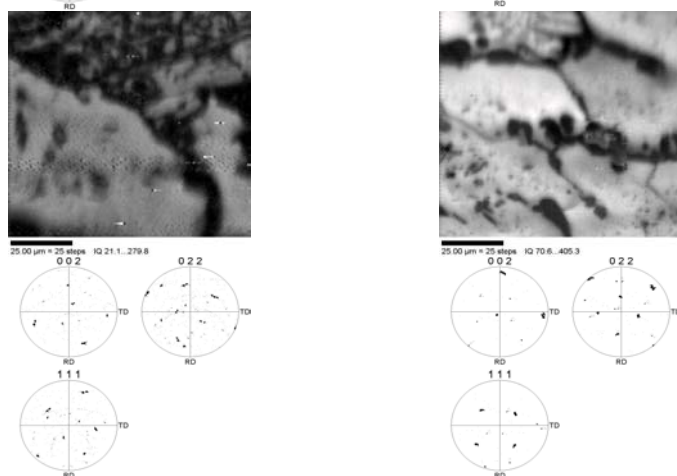 RD
RD
25.00 µm = 25 steps IQ 21.1...279.8
25.00 µm = 25 steps IQ 70.6...405.3
0 0 2
0 2 2
0 0 2
0 2 2
TD
TD
TD
TD
RD
RD
RD
RD
1 1 1
1 1 1
TD
TD
RD
RD